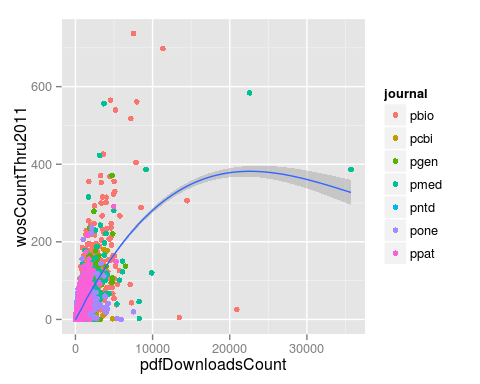 wosCountThru2011
600
400
200
0
0 10000 20000 30000
pdfDownloadsCount
journal
pbio
pcbi
pgen
pmed
pntd
pone
ppat